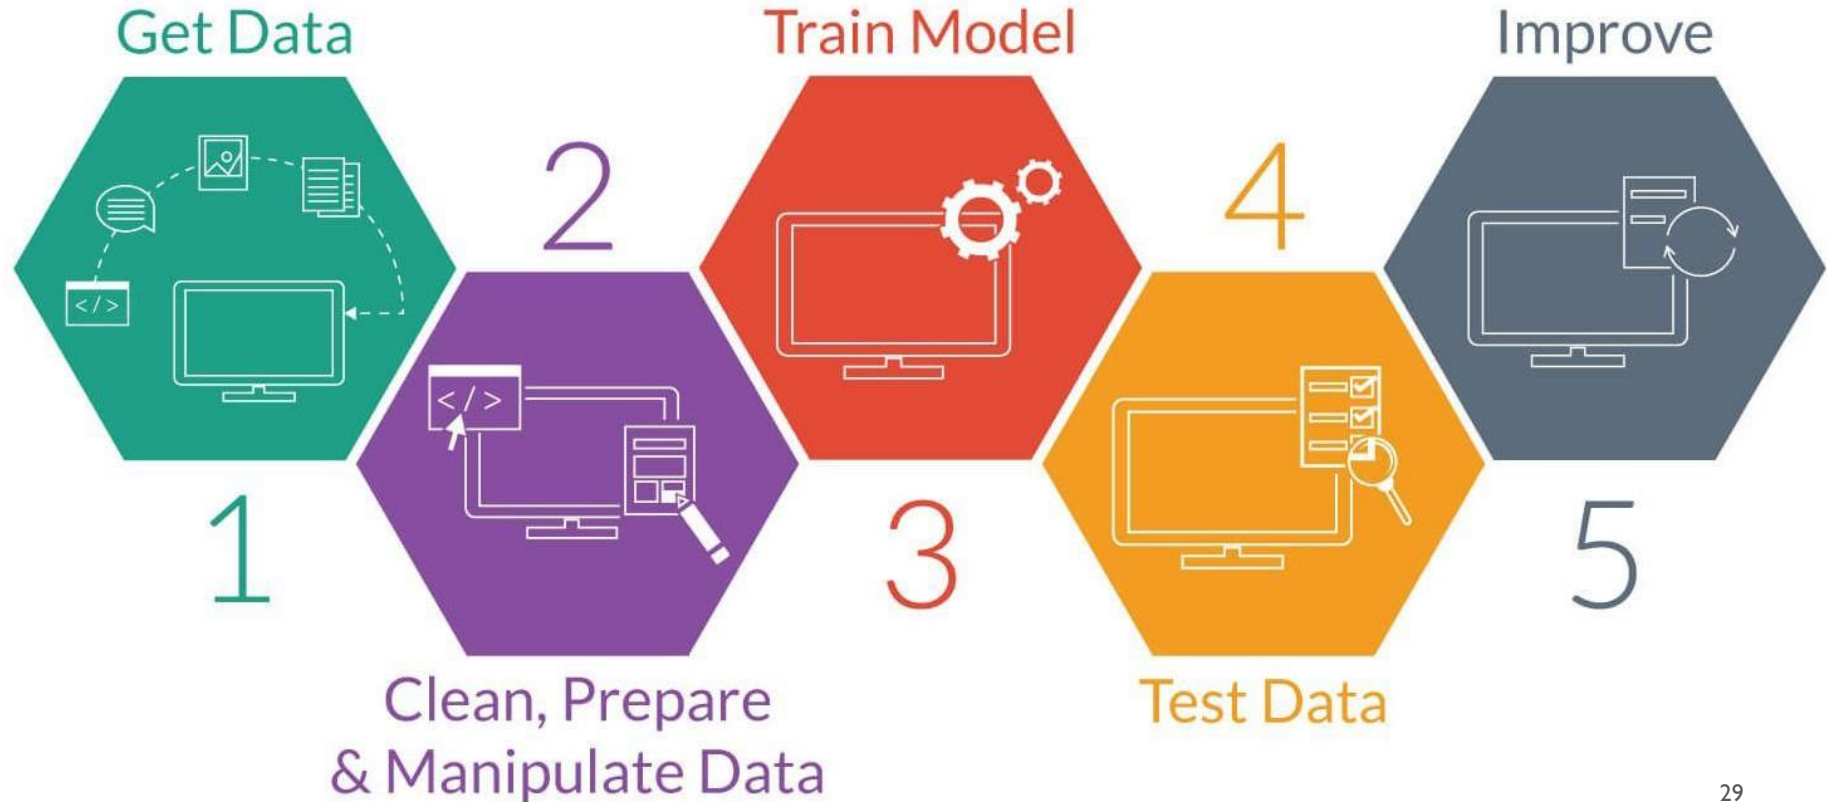 Get Data
1
2
Clean, Prepare
& Manipulate Data
Train Model
3
4
Test Data
Improve
5
</>
</>
29